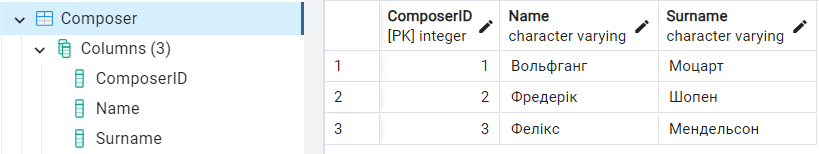 Composer
Columns (3)
ComposerID
Name
Surname
ComposerID Name Surname
[PK] integer character varying character varying
1 1 Вольфганг Моцарт
2 2 Фредерік Шопен
3 3 Фелікс Мендельсон